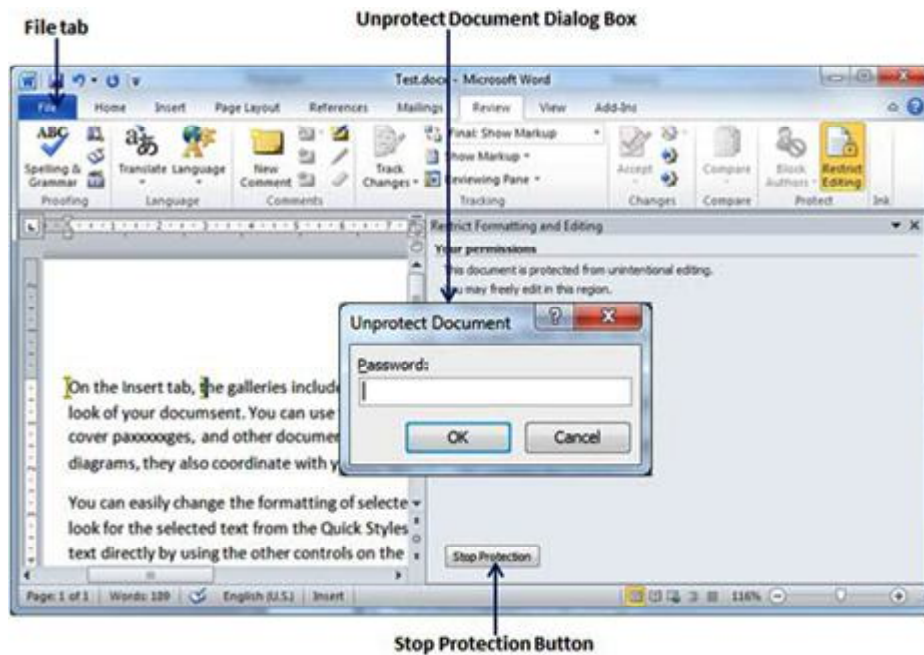 Unprotect Document Dialog Box
File tab
Test.docx - Microsoft Word
File Home Insert Page Layout References Mailings Review View Add-Ins
ABC
Spelling & Grammar
Translate Language
New Comment
Track Changes
Final: Show Markup
Show Markup
Reviewing Pane
Accept
Compare
Block Authors
Restrict Editing
Proofing Language Comments Tracking Changes Compare Protect Ink
Restrict Formatting and Editing
Your permissions
This document is protected from unintentional editing.
You may freely edit in this region.
Unprotect Document
Password:
OK Cancel
On the Insert tab, the galleries include
look of your documsent. You can use
cover paxxxxges, and other documen
diagrams, they also coordinate with y
You can easily change the formatting of selecte
look for the selected text from the Quick Styles
text directly by using the other controls on the
Stop Protection
Page: 1 of 1 Words: 189 English (U.S.) Insert 116%
Stop Protection Button